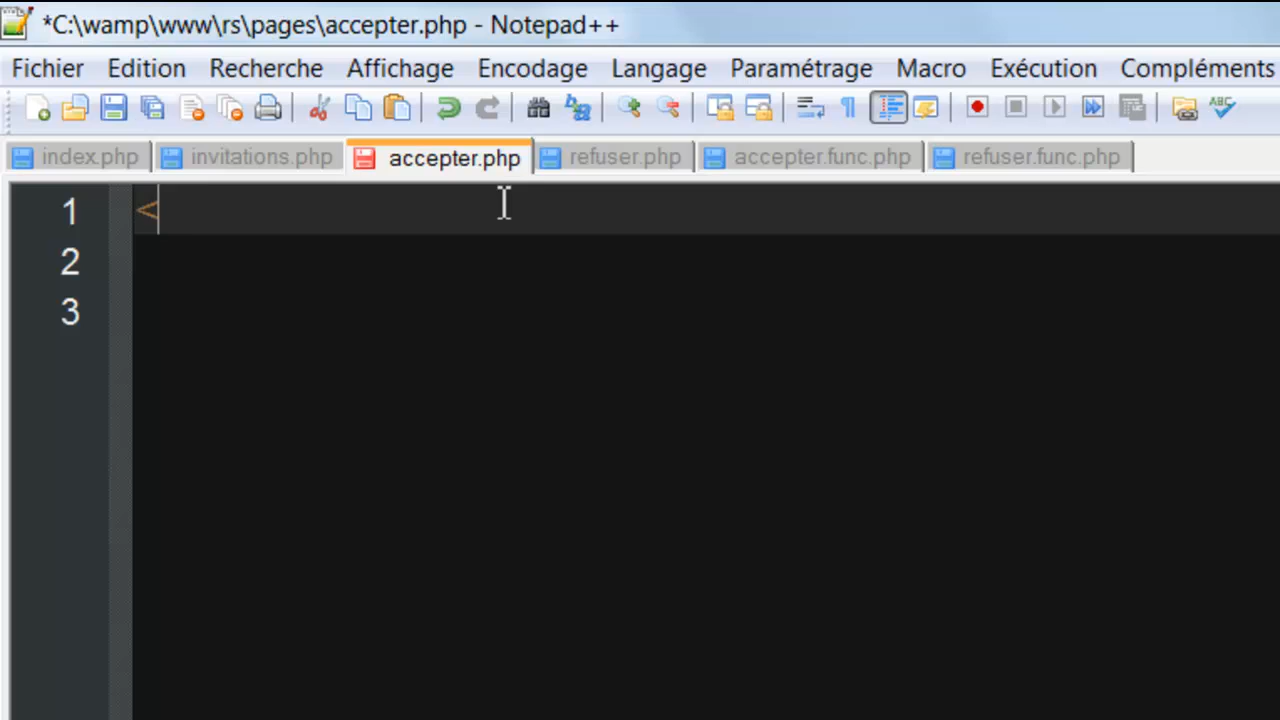 *C:\wamp\www\rs\pages\accepter.php - Notepad++
Fichier Edition Recherche Affichage Encodage Langage Paramétrage Macro Exécution Compléments
ABC
index.php invitations.php accepter.php refuser.php accepter.func.php refuser.func.php
1 <
2
3